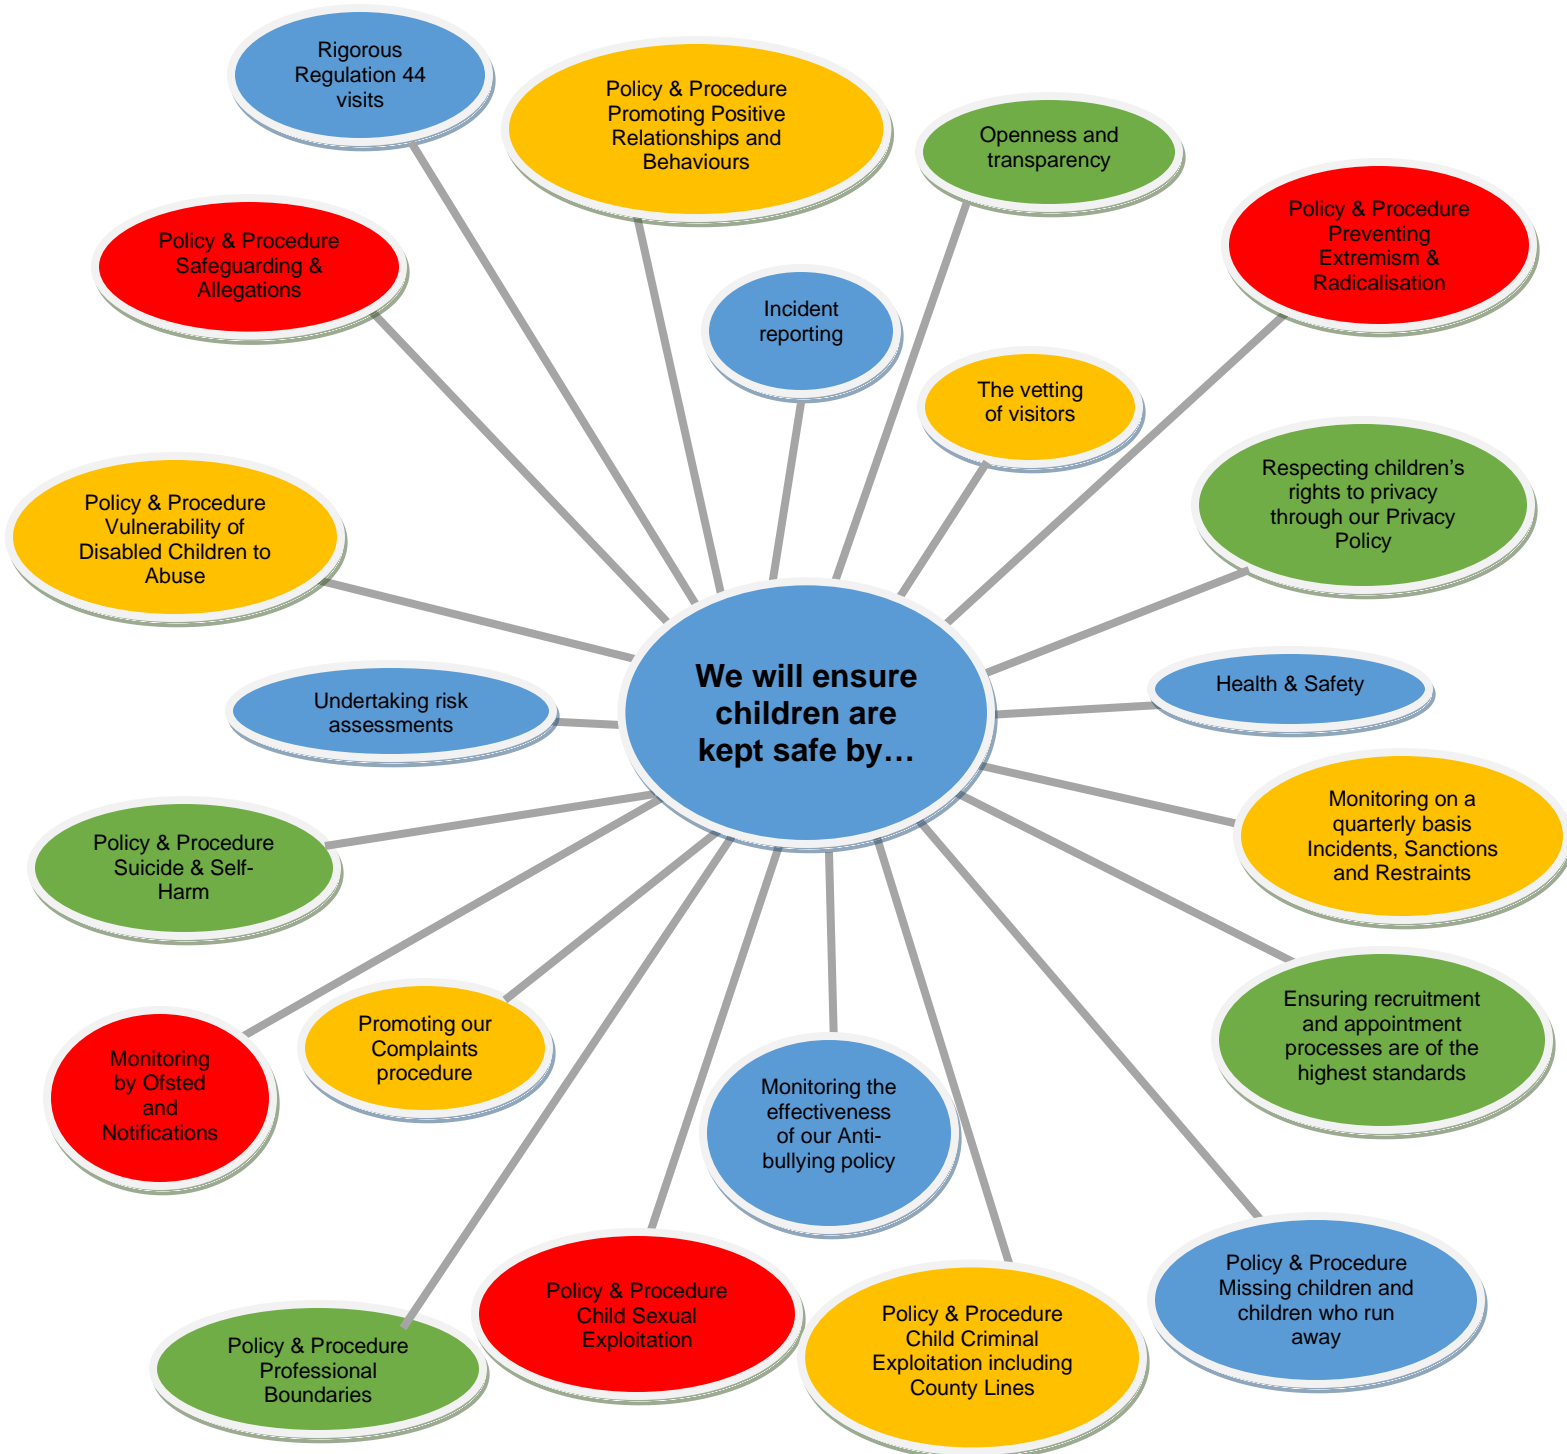 Rigorous
Regulation 44
visits
Policy & Procedure
Promoting Positive
Relationships and
Behaviours
Openness and
transparency
Policy & Procedure
Preventing
Extremism &
Radicalisation
Policy & Procedure
Safeguarding &
Allegations
Incident
reporting
The vetting
of visitors
Respecting children’s
rights to privacy
through our Privacy
Policy
Policy & Procedure
Vulnerability of
Disabled Children to
Abuse
We will ensure
children are
kept safe by…
Undertaking risk
assessments
Health & Safety
Policy & Procedure
Suicide & Self-
Harm
Monitoring on a
quarterly basis
Incidents, Sanctions
and Restraints
Ensuring recruitment
and appointment
processes are of the
highest standards
Monitoring
by Ofsted
and
Notifications
Promoting our
Complaints
procedure
Monitoring the
effectiveness
of our Anti-
bullying policy
Policy & Procedure
Missing children and
children who run
away
Policy & Procedure
Professional
Boundaries
Policy & Procedure
Child Sexual
Exploitation
Policy & Procedure
Child Criminal
Exploitation including
County Lines